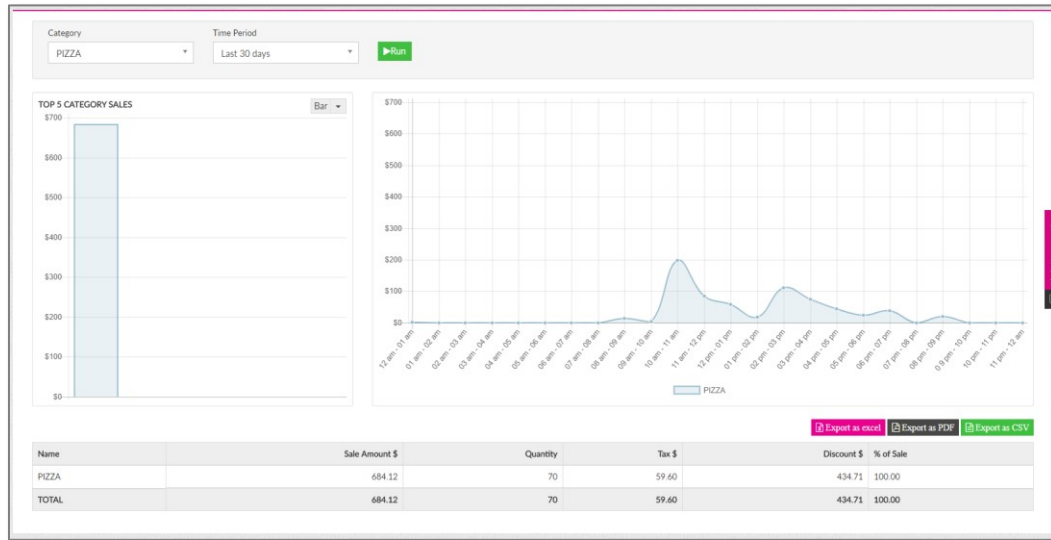 Category
Time Period
PIZZA
Last 30 days
Run
TOP 5 CATEGORY SALES
Bar
$700
$600
$500
$400
$300
$200
$100
$0
$700
$600
$500
$400
$300
$200
$100
$0
12 am - 01 am
01 am - 02 am
02 am - 03 am
03 am - 04 am
04 am - 05 am
05 am - 06 am
06 am - 07 am
07 am - 08 am
08 am - 09 am
09 am - 10 am
10 am - 11 am
11 am - 12 pm
12 pm - 01 pm
01 pm - 02 pm
02 pm - 03 pm
03 pm - 04 pm
04 pm - 05 pm
05 pm - 06 pm
06 pm - 07 pm
07 pm - 08 pm
08 pm - 09 pm
0 9 pm - 10 pm
10 pm - 11 pm
11 pm - 12 am
PIZZA
Export as excel Export as PDF Export as CSV
Name Sale Amount $ Quantity Tax $ Discount $ % of Sale
PIZZA 684.12 70 59.60 434.71 100.00
TOTAL 684.12 70 59.60 434.71 100.00